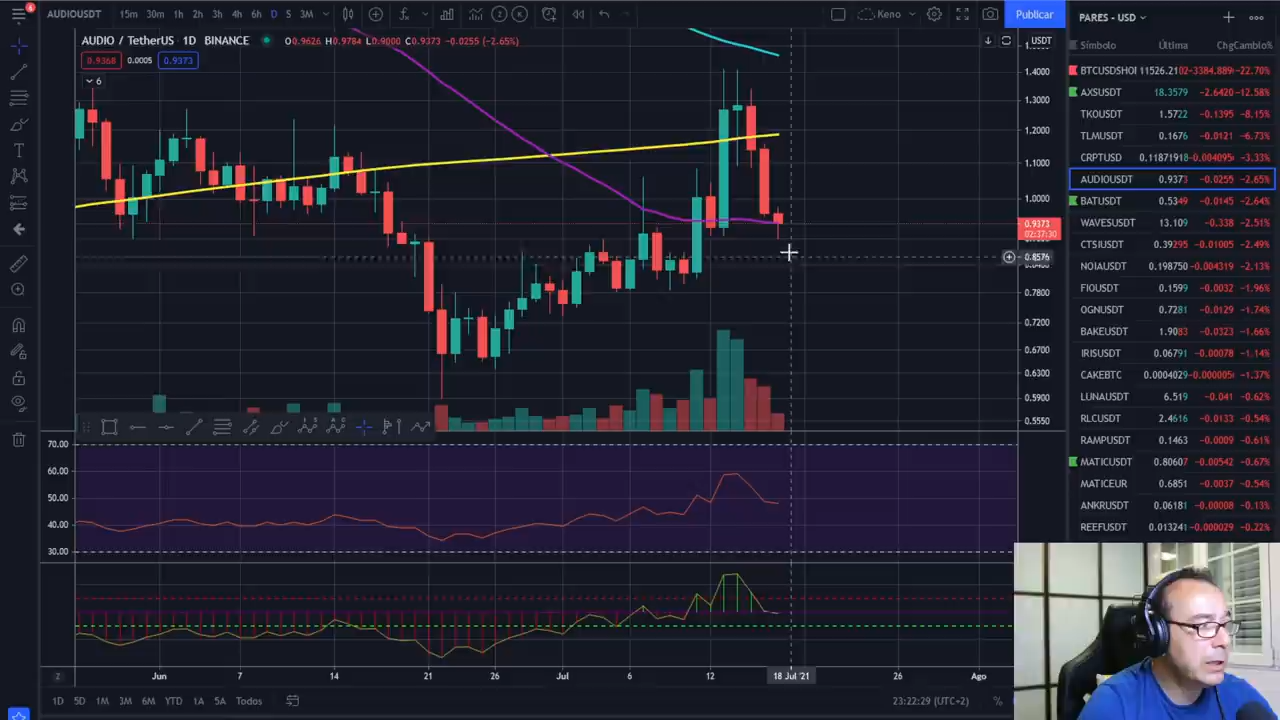 4
AUDIOUSDT 15m 30m 1h 2h 3h 4h 6h D S 3M
Keno
Publicar
PARES - USD
AUDIO / TetherUS 1D BINANCE O0.9626 H0.9784 L0.9000 C0.9373 −0.0255 (−2.65%)
0.9368 0.0005 0.9373
6
USDT
1.4000
1.3000
1.2000
1.1000
1.0000
0.9373
02:37:30
0.8576
0.7800
0.7200
0.6700
0.6300
0.5900
0.5550
70.00
60.00
50.00
40.00
30.00
Jun 7 14 21 Jul 6 12 18 Jul '21 26 Ago
1D 5D 1M 3M 6M YTD 1A 5A Todos
23:22:29 (UTC+2)
%
Símbolo Última Chg Cambio%
BTCUSDSHOI 11526.21 −22.70%
AXSUSDT 18.3579 −2.6420 −12.58%
TKOUSDT 1.5722 −0.1395 −8.15%
TLMUSDT 0.1676 −0.0121 −6.73%
CRPTUSD 0.11871918 −0.004095 −3.33%
AUDIOUSDT 0.9373 −0.0255 −2.65%
BATUSDT 0.5349 −0.0145 −2.64%
WAVESUSDT 13.109 −0.338 −2.51%
CTSIUSDT 0.39295 −0.01005 −2.49%
NOIAUSDT 0.198750 −0.004319 −2.13%
FIOUSDT 0.1599 −0.0032 −1.96%
OGNUSDT 0.7281 −0.0129 −1.74%
BAKEUSDT 1.9083 −0.0323 −1.66%
IRISUSDT 0.06791 −0.00078 −1.14%
CAKEBTC 0.0004029 −0.000005 −1.37%
LUNAUSDT 6.519 −0.041 −0.62%
RLCUSDT 2.4616 −0.0133 −0.54%
RAMPUSDT 0.1463 −0.0009 −0.61%
MATICUSDT 0.80607 −0.00542 −0.67%
MATICEUR 0.6851 −0.0037 −0.54%
ANKRUSDT 0.06181 −0.00008 −0.13%
REEFUSDT 0.013241 −0.000029 −0.22%